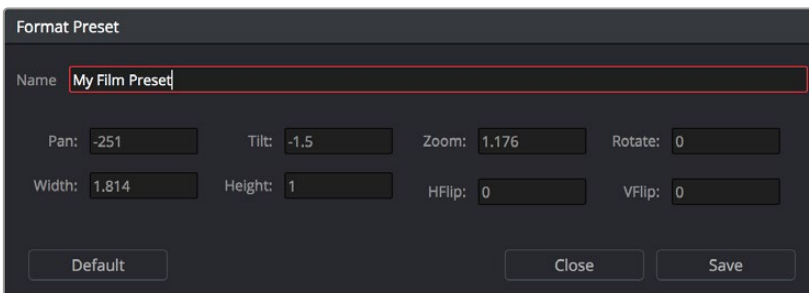 Format Preset
Name My Film Preset
Pan: -251 Tilt: -1.5 Zoom: 1.176 Rotate: 0
Width: 1.814 Height: 1 HFlip: 0 VFlip: 0
Default Close Save